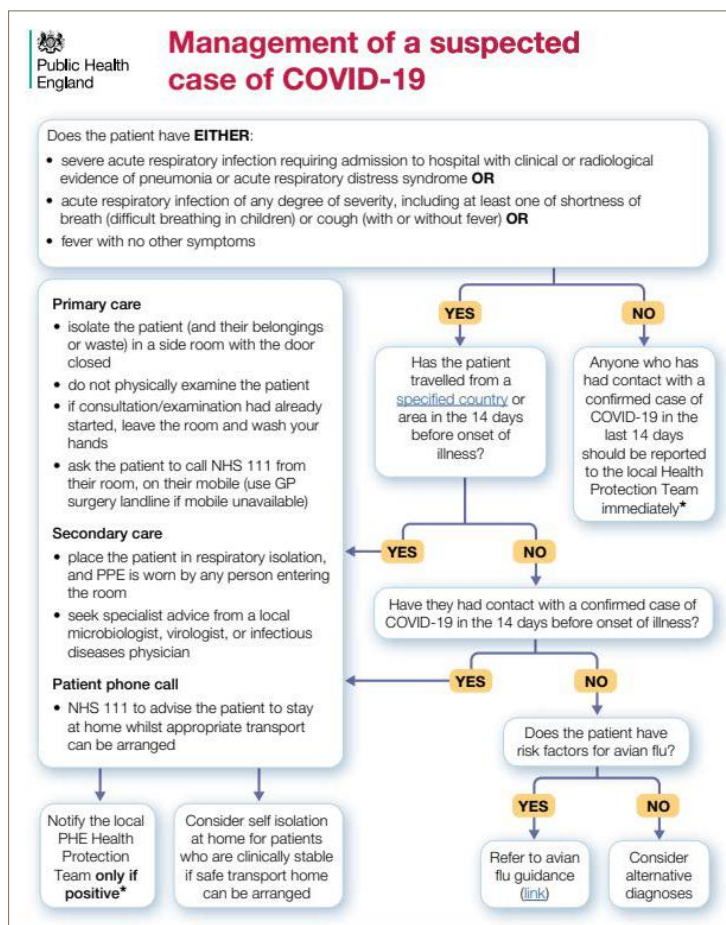 Public Health
England
Management of a suspected
case of COVID-19
Does the patient have EITHER:
• severe acute respiratory infection requiring admission to hospital with clinical or radiological
evidence of pneumonia or acute respiratory distress syndrome OR
• acute respiratory infection of any degree of severity, including at least one of shortness of
breath (difficult breathing in children) or cough (with or without fever) OR
• fever with no other symptoms
YES
NO
Primary care
• isolate the patient (and their belongings
or waste) in a side room with the door
closed
• do not physically examine the patient
• if consultation/examination had already
started, leave the room and wash your
hands
• ask the patient to call NHS 111 from
their room, on their mobile (use GP
surgery landline if mobile unavailable)
Secondary care
• place the patient in respiratory isolation,
and PPE is worn by any person entering
the room
• seek specialist advice from a local
microbiologist, virologist, or infectious
diseases physician
Patient phone call
• NHS 111 to advise the patient to stay
at home whilst appropriate transport
can be arranged
Has the patient
travelled from a
specified country or
area in the 14 days
before onset of
illness?
Anyone who has
had contact with a
confirmed case of
COVID-19 in the
last 14 days
should be reported
to the local Health
Protection Team
immediately★
YES
NO
Have they had contact with a confirmed case of
COVID-19 in the 14 days before onset of illness?
YES
NO
Does the patient have
risk factors for avian flu?
YES
NO
Notify the local
PHE Health
Protection
Team only if
positive★
Consider self isolation
at home for patients
who are clinically stable
if safe transport home
can be arranged
Refer to avian
flu guidance
(link)
Consider
alternative
diagnoses